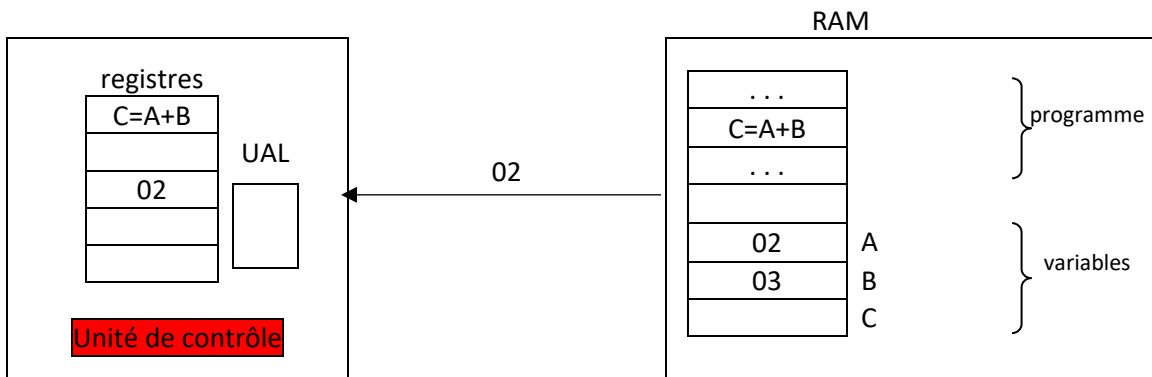 RAM
registres
C=A+B
UAL
02
Unité de contrôle
02
. . .
C=A+B
. . .
02 A
03 B
C
programme
variables